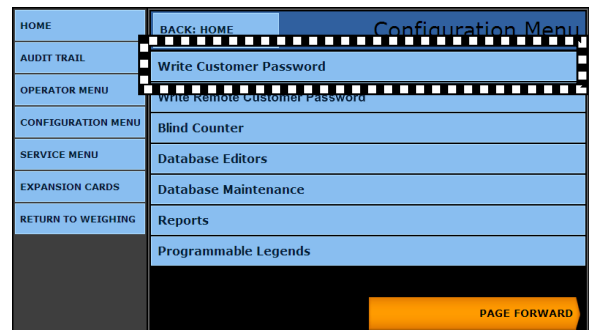 HOME
AUDIT TRAIL
OPERATOR MENU
CONFIGURATION MENU
SERVICE MENU
EXPANSION CARDS
RETURN TO WEIGHING
BACK: HOME
Configuration Menu
Write Customer Password
Write Remote Customer Password
Blind Counter
Database Editors
Database Maintenance
Reports
Programmable Legends
PAGE FORWARD